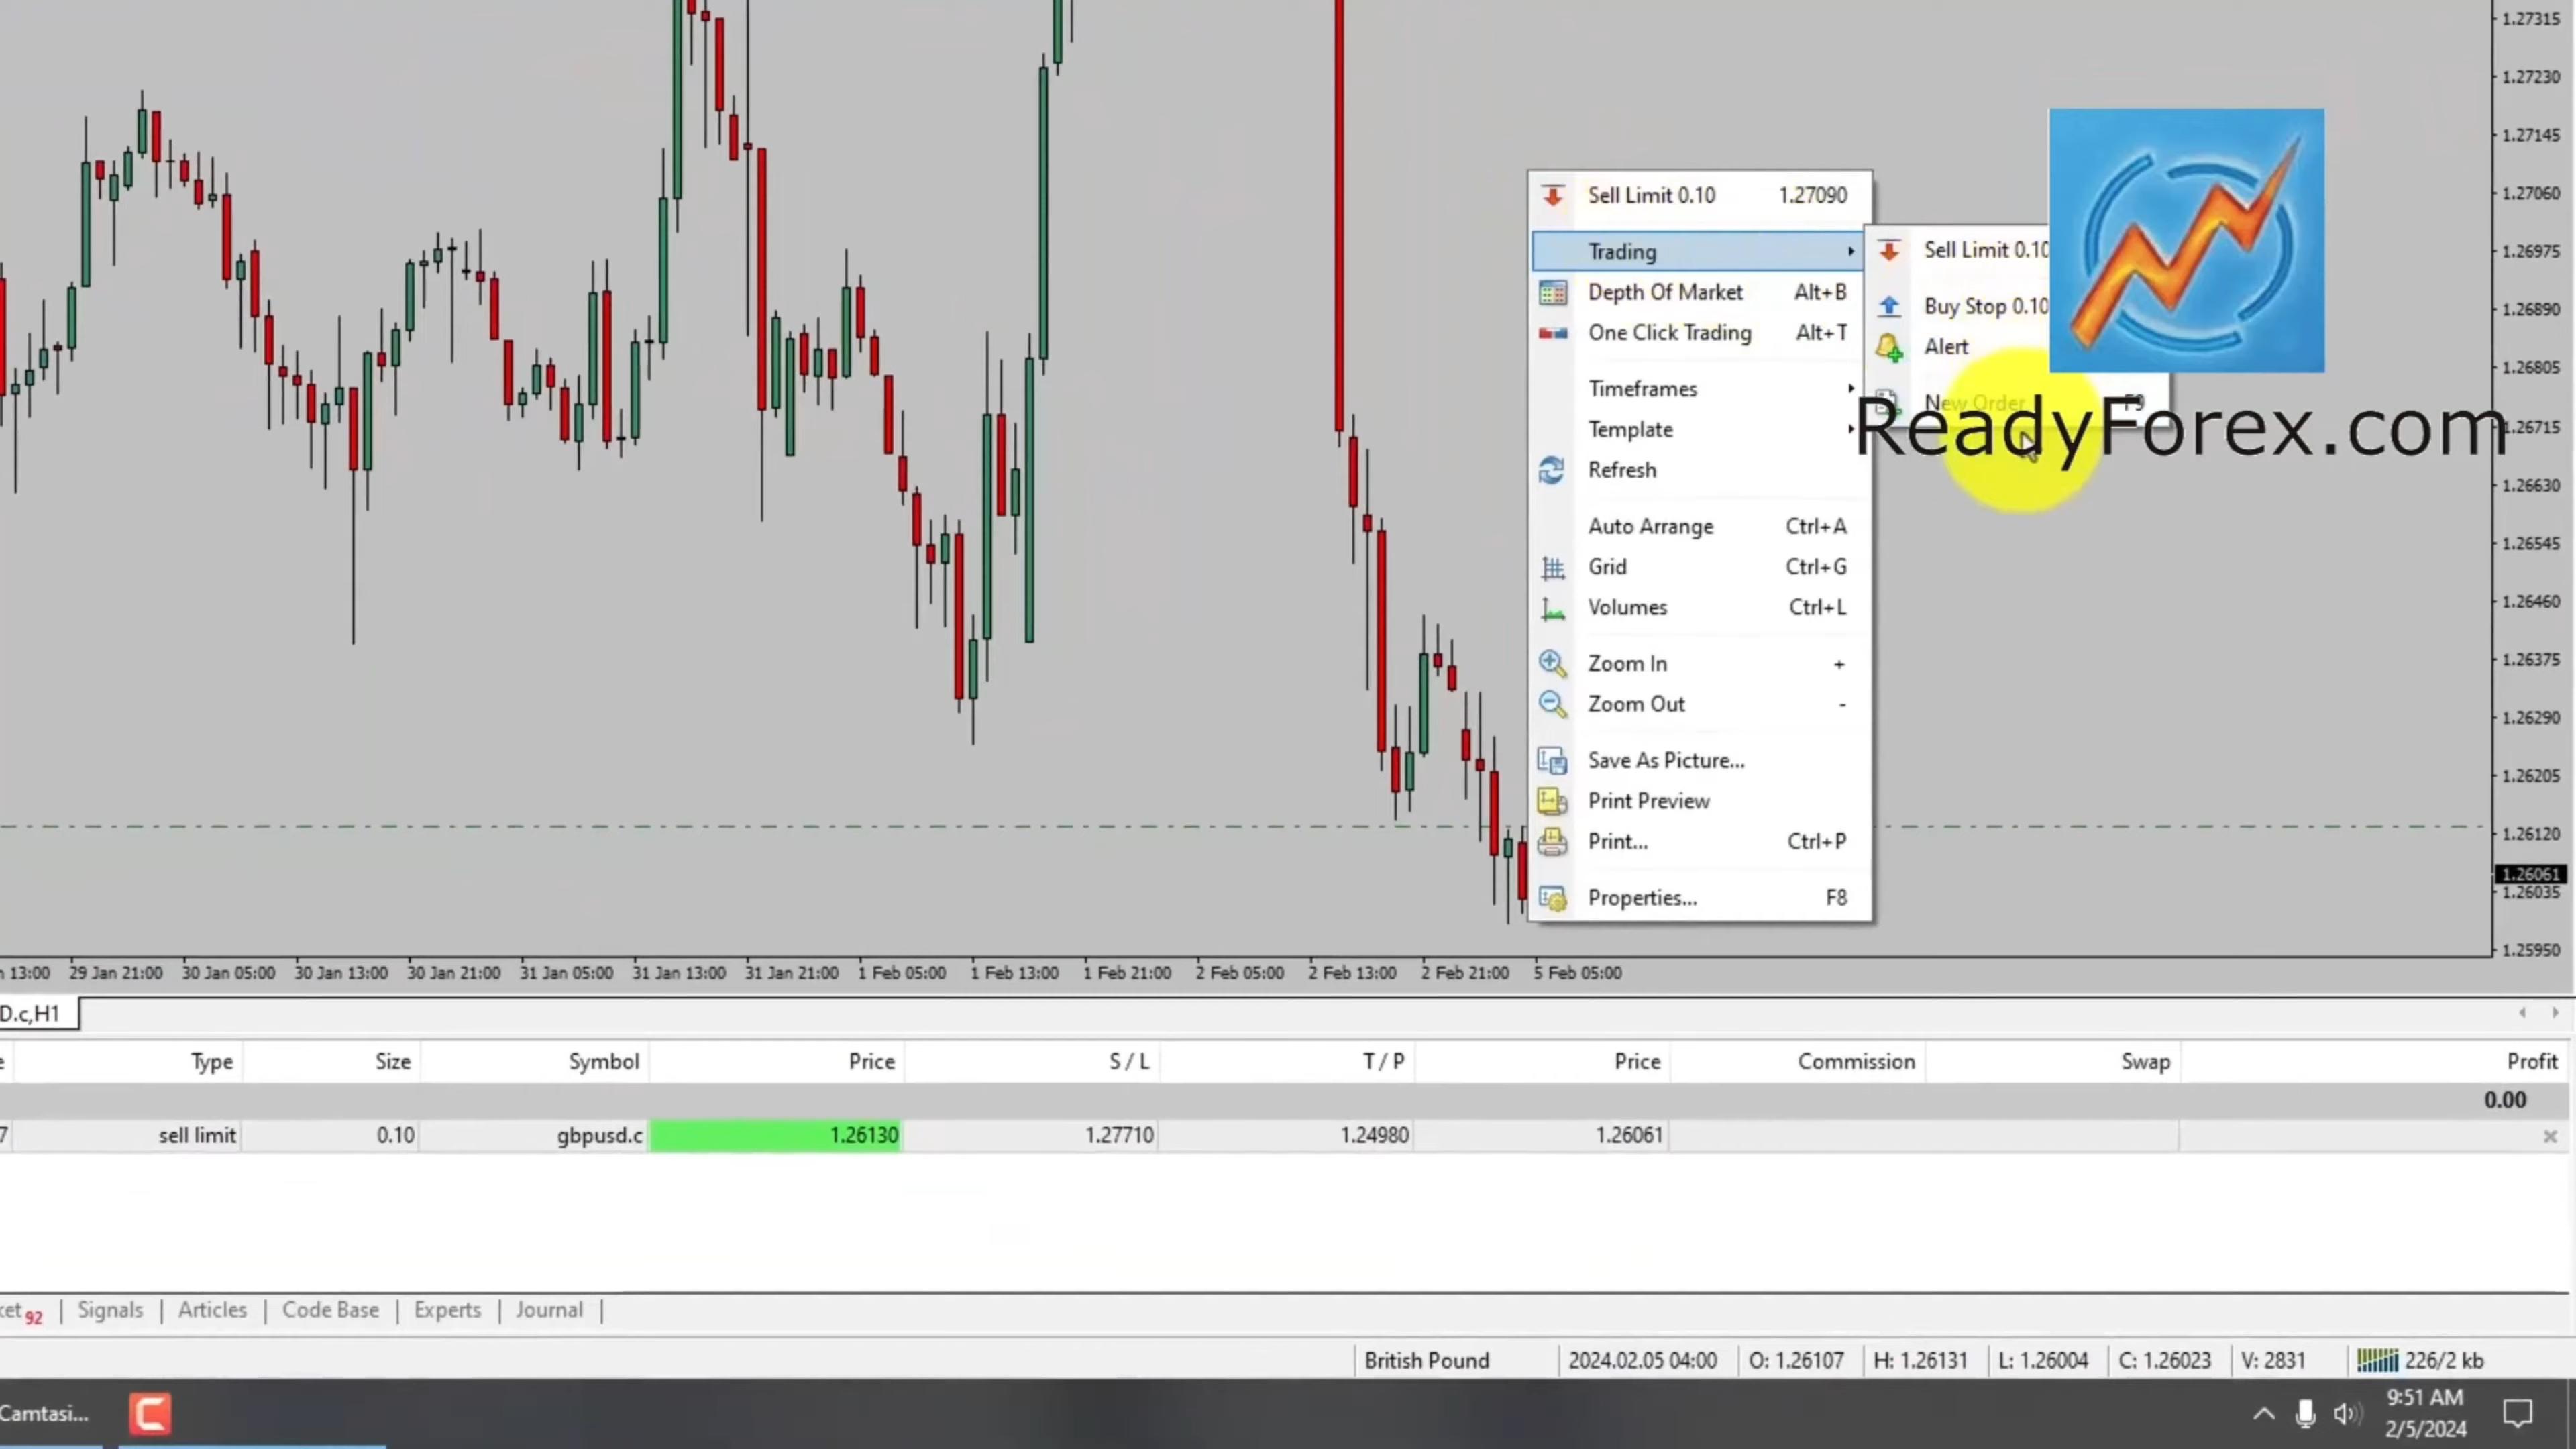 1.27315
1.27230
1.27145
1.27060
1.26975
1.26890
1.26805
1.26715
1.26630
1.26545
1.26460
1.26375
1.26290
1.26205
1.26120
1.26061
1.26035
1.25950
Sell Limit 0.10 1.27090
Trading
Depth Of Market Alt+B
One Click Trading Alt+T
Timeframes
Template
Refresh
Auto Arrange Ctrl+A
Grid Ctrl+G
Volumes Ctrl+L
Zoom In +
Zoom Out -
Save As Picture...
Print Preview
Print... Ctrl+P
Properties... F8
Sell Limit 0.10
Buy Stop 0.10
Alert
New Order F9
ReadyForex.com
13:00 29 Jan 21:00 30 Jan 05:00 30 Jan 13:00 30 Jan 21:00 31 Jan 05:00 31 Jan 13:00 31 Jan 21:00 1 Feb 05:00 1 Feb 13:00 1 Feb 21:00 2 Feb 05:00 2 Feb 13:00 2 Feb 21:00 5 Feb 05:00
D.c,H1
Type Size Symbol Price S / L T / P Price Commission Swap Profit
0.00
7 sell limit 0.10 gbpusd.c 1.26130 1.27710 1.24980 1.26061
92 | Signals | Articles | Code Base | Experts | Journal |
British Pound 2024.02.05 04:00 O: 1.26107 H: 1.26131 L: 1.26004 C: 1.26023 V: 2831 226/2 kb
Camtasi... 9:51 AM
2/5/2024